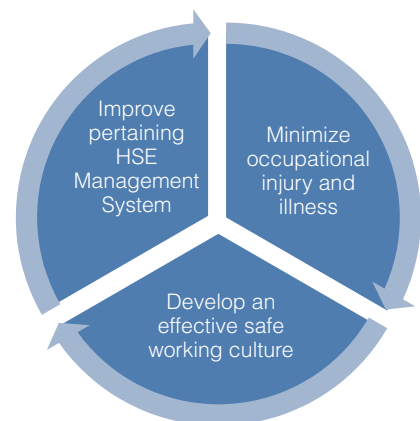 Improve
pertaining
HSE
Management
System
Minimize
occupational
injury and
illness
Develop an
effective safe
working culture